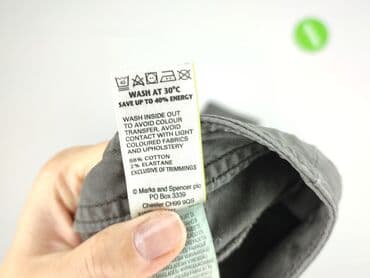 WASH AT 30°C
SAVE UP TO 40% ENERGY
WASH INSIDE OUT
TO AVOID COLOUR
TRANSFER, AVOID
CONTACT WITH LIGHT
COLOURED FABRICS
AND UPHOLSTERY
98% COTTON
2% ELASTANE
EXCLUSIVE OF TRIMMINGS
© Marks and Spencer plc
PO Box 3339
Chester CH99 9QS